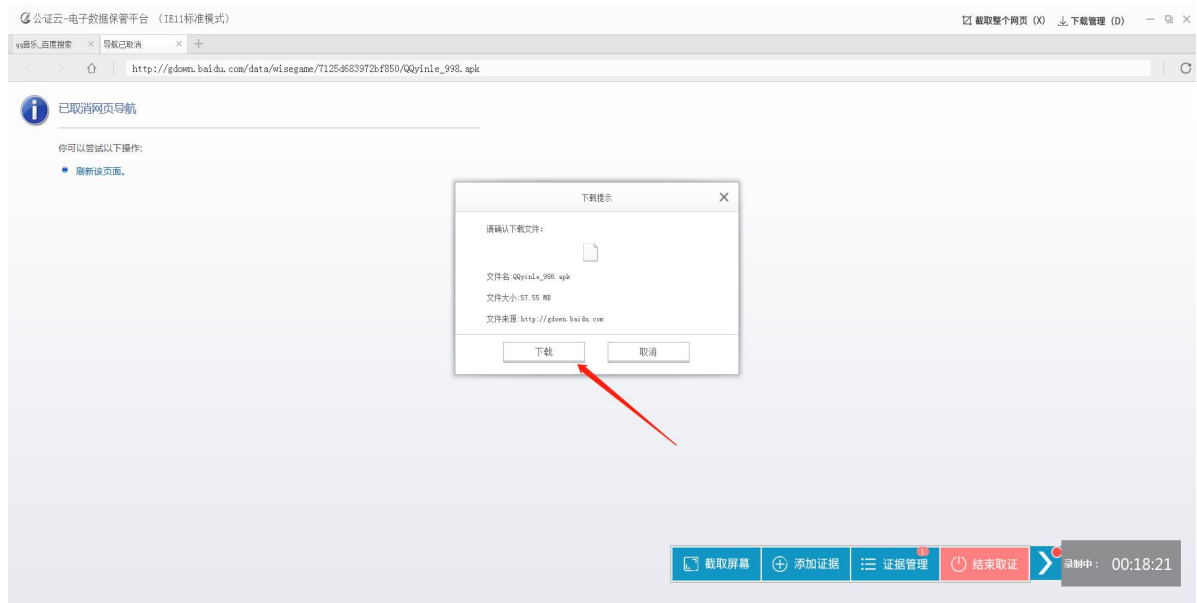 公证云-电子数据保管平台 (IE11标准模式)
截取整个网页 (X) 下载管理 (D)
qq音乐_百度搜索
导航已取消
http://gdown.baidu.com/data/wisegame/7125d683972bf850/QQyinle_998.apk
已取消网页导航
你可以尝试以下操作:
刷新该页面。
下载提示
请确认下载文件:
文件名:QQyinle_998.apk
文件大小:57.55 MB
文件来源:http://gdown.baidu.com
下载 取消
截取屏幕 添加证据 证据管理 1 结束取证 录制中: 00:18:21